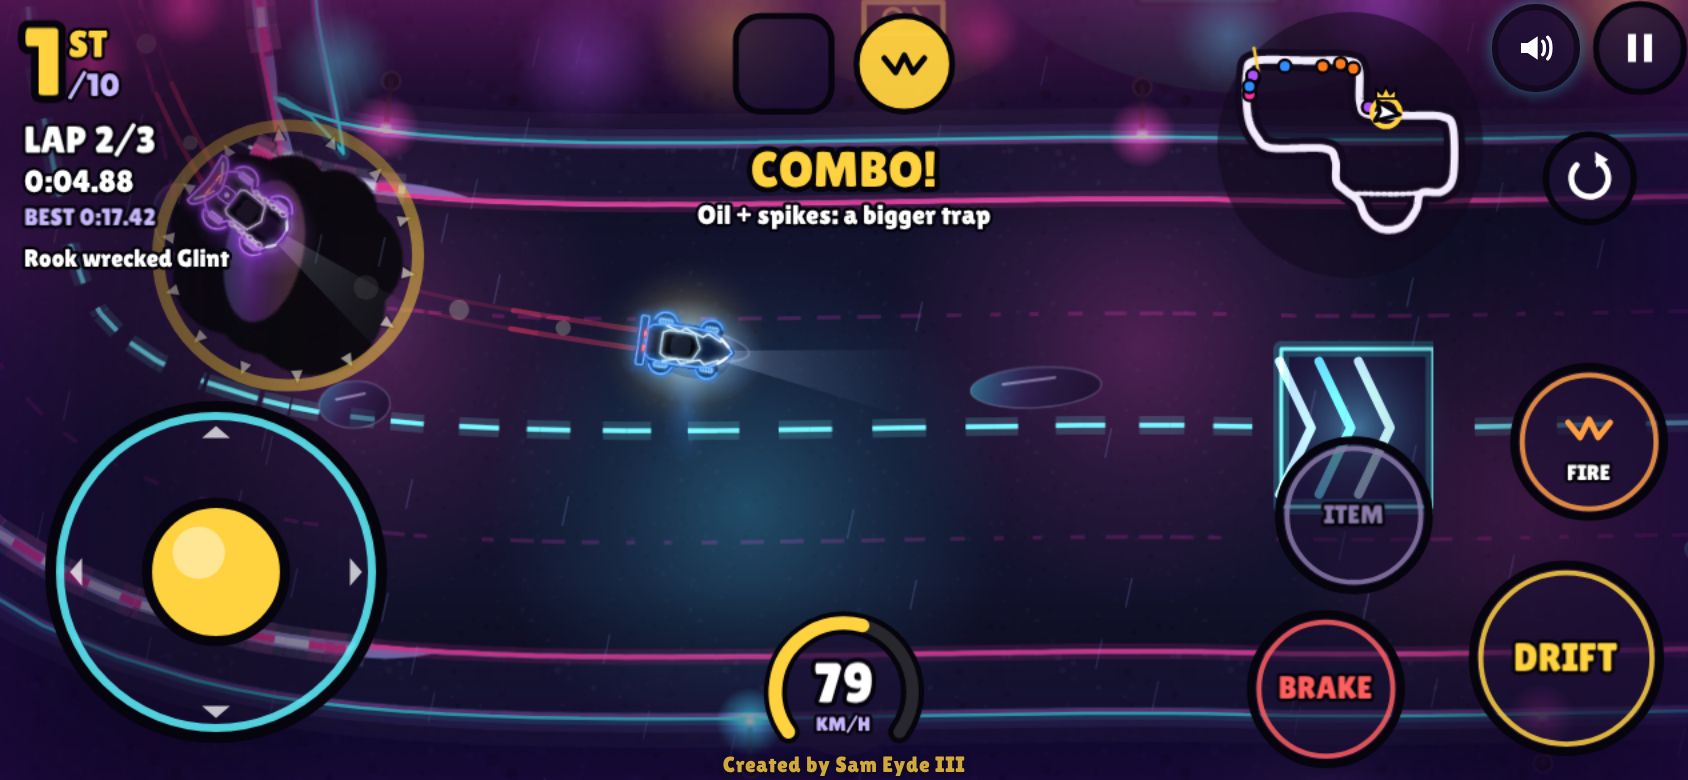 1ST
/10
LAP 2/3
0:04.88
BEST 0:17.42
Rook wrecked Glint
COMBO!
Oil + spikes: a bigger trap
FIRE
ITEM
DRIFT
BRAKE
79
KM/H
Created by Sam Eyde III